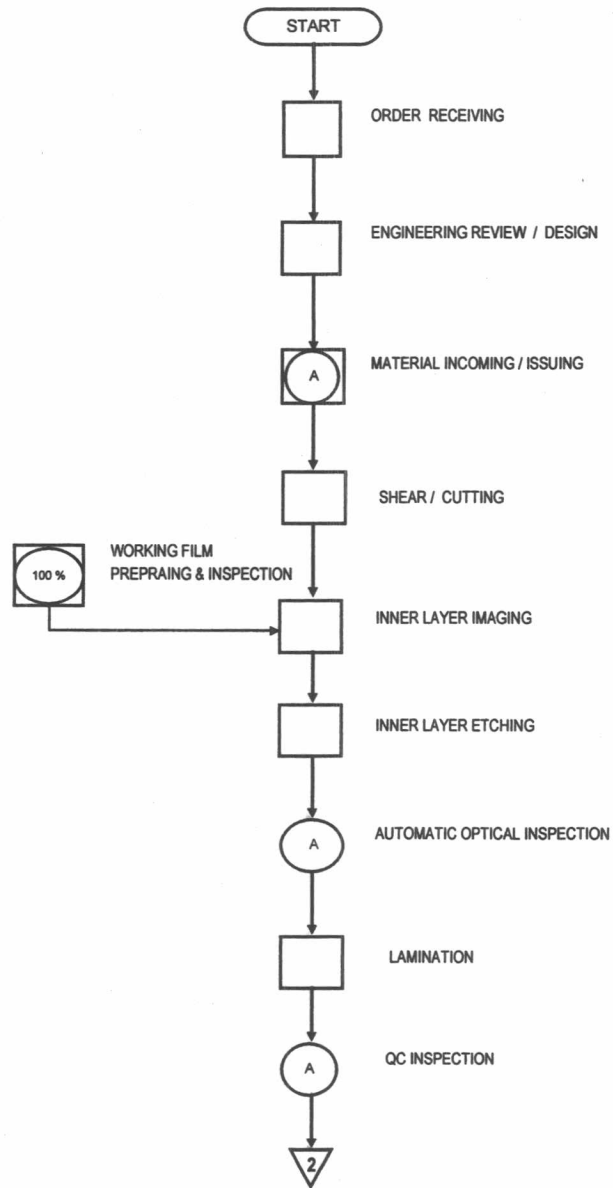 START
ORDER RECEIVING
ENGINEERING REVIEW / DESIGN
A
MATERIAL INCOMING / ISSUING
SHEAR / CUTTING
WORKING FILM
100 %
PREPRAING & INSPECTION
INNER LAYER IMAGING
INNER LAYER ETCHING
A
AUTOMATIC OPTICAL INSPECTION
LAMINATION
A
QC INSPECTION
2